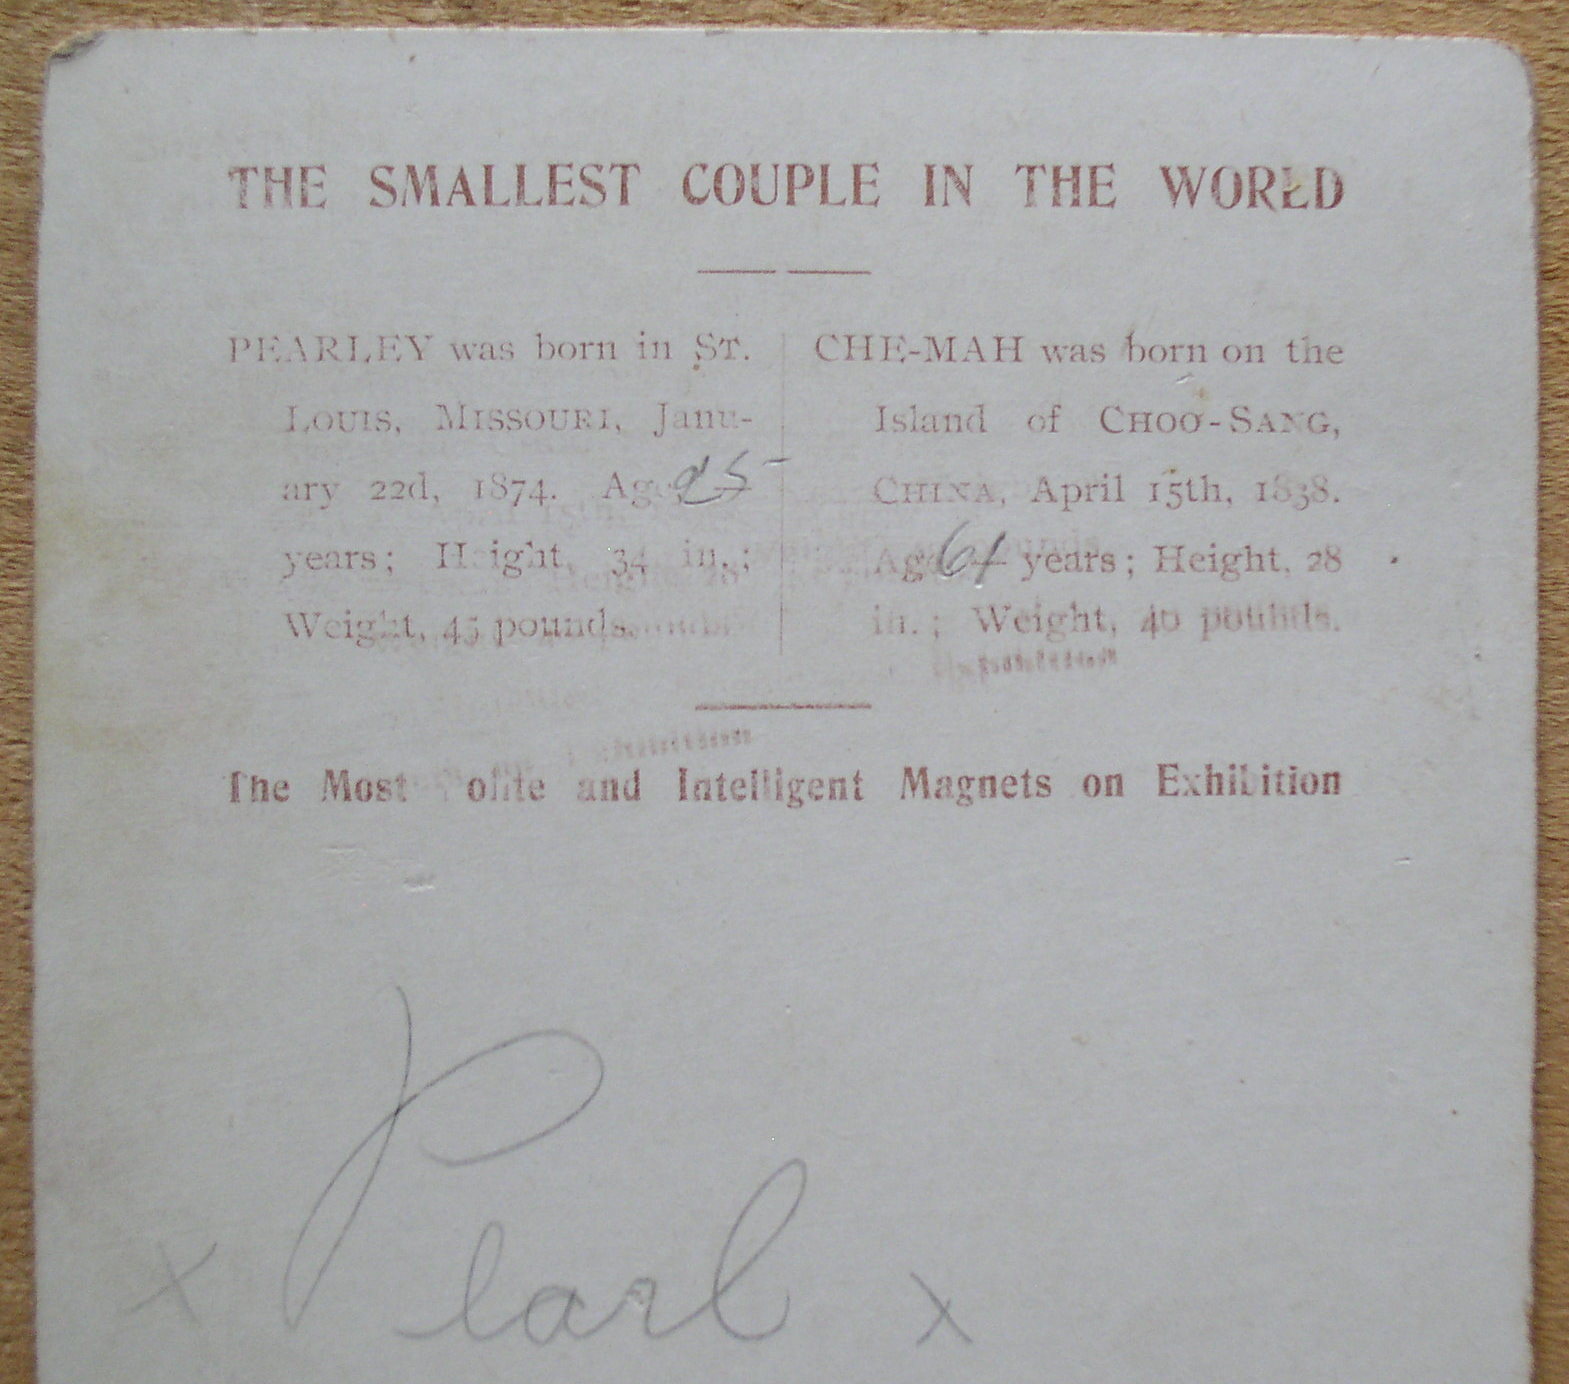 THE SMALLEST COUPLE IN THE WORLD
PEARLEY was born in ST.
LOUIS, MISSOURI, Janu-
ary 22d, 1874. Age 25
years; Height, 34 in.;
Weight, 45 pounds.
CHE-MAH was born on the
Island of CHOO-SANG,
CHINA, April 15th, 1838.
Age 61 years; Height, 28
in.; Weight, 40 pounds.
The Most Polite and Intelligent Magnets on Exhibition
x Pearl x